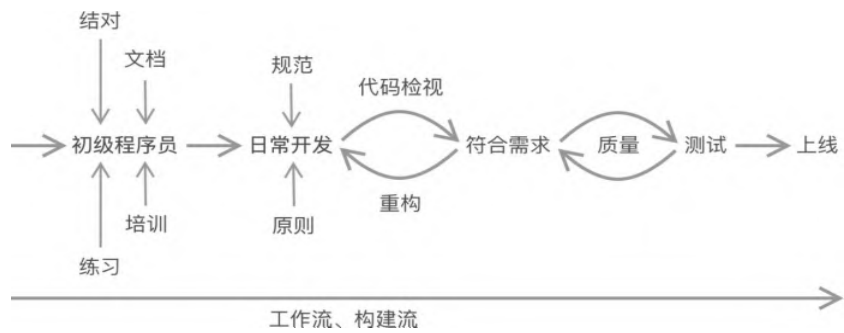 结对
文档
规范
代码检视
初级程序员
日常开发
符合需求
质量
测试
上线
重构
培训
原则
练习
工作流、构建流